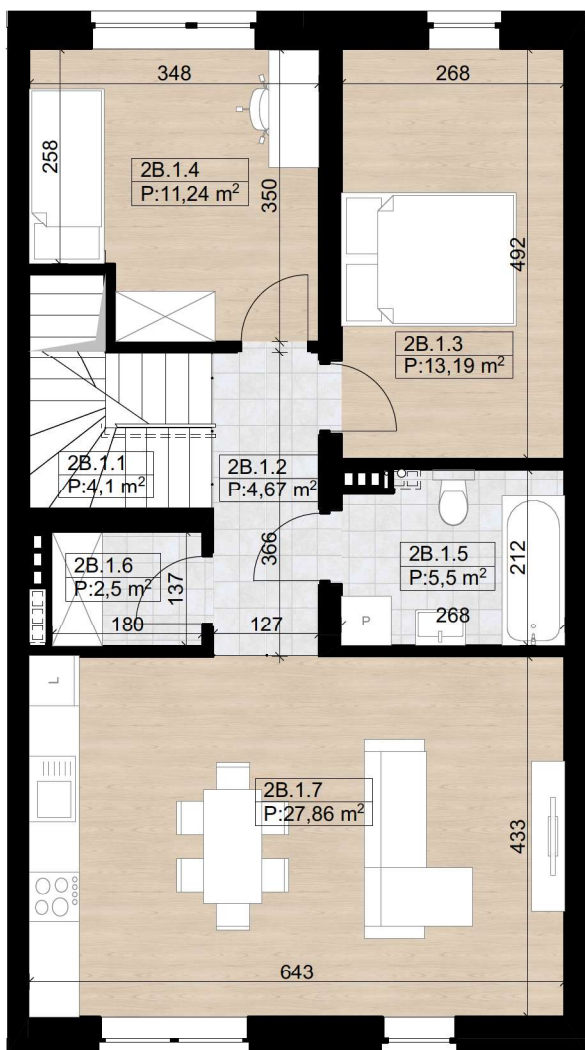 348
268
258
2B.1.4
P:11,24 m²
350
492
2B.1.3
P:13,19 m²
2B.1.1
P:4,1 m²
2B.1.2
P:4,67 m²
366
2B.1.6
P:2,5 m²
137
2B.1.5
P:5,5 m²
212
180
127
P
268
L
2B.1.7
P:27,86 m²
433
643